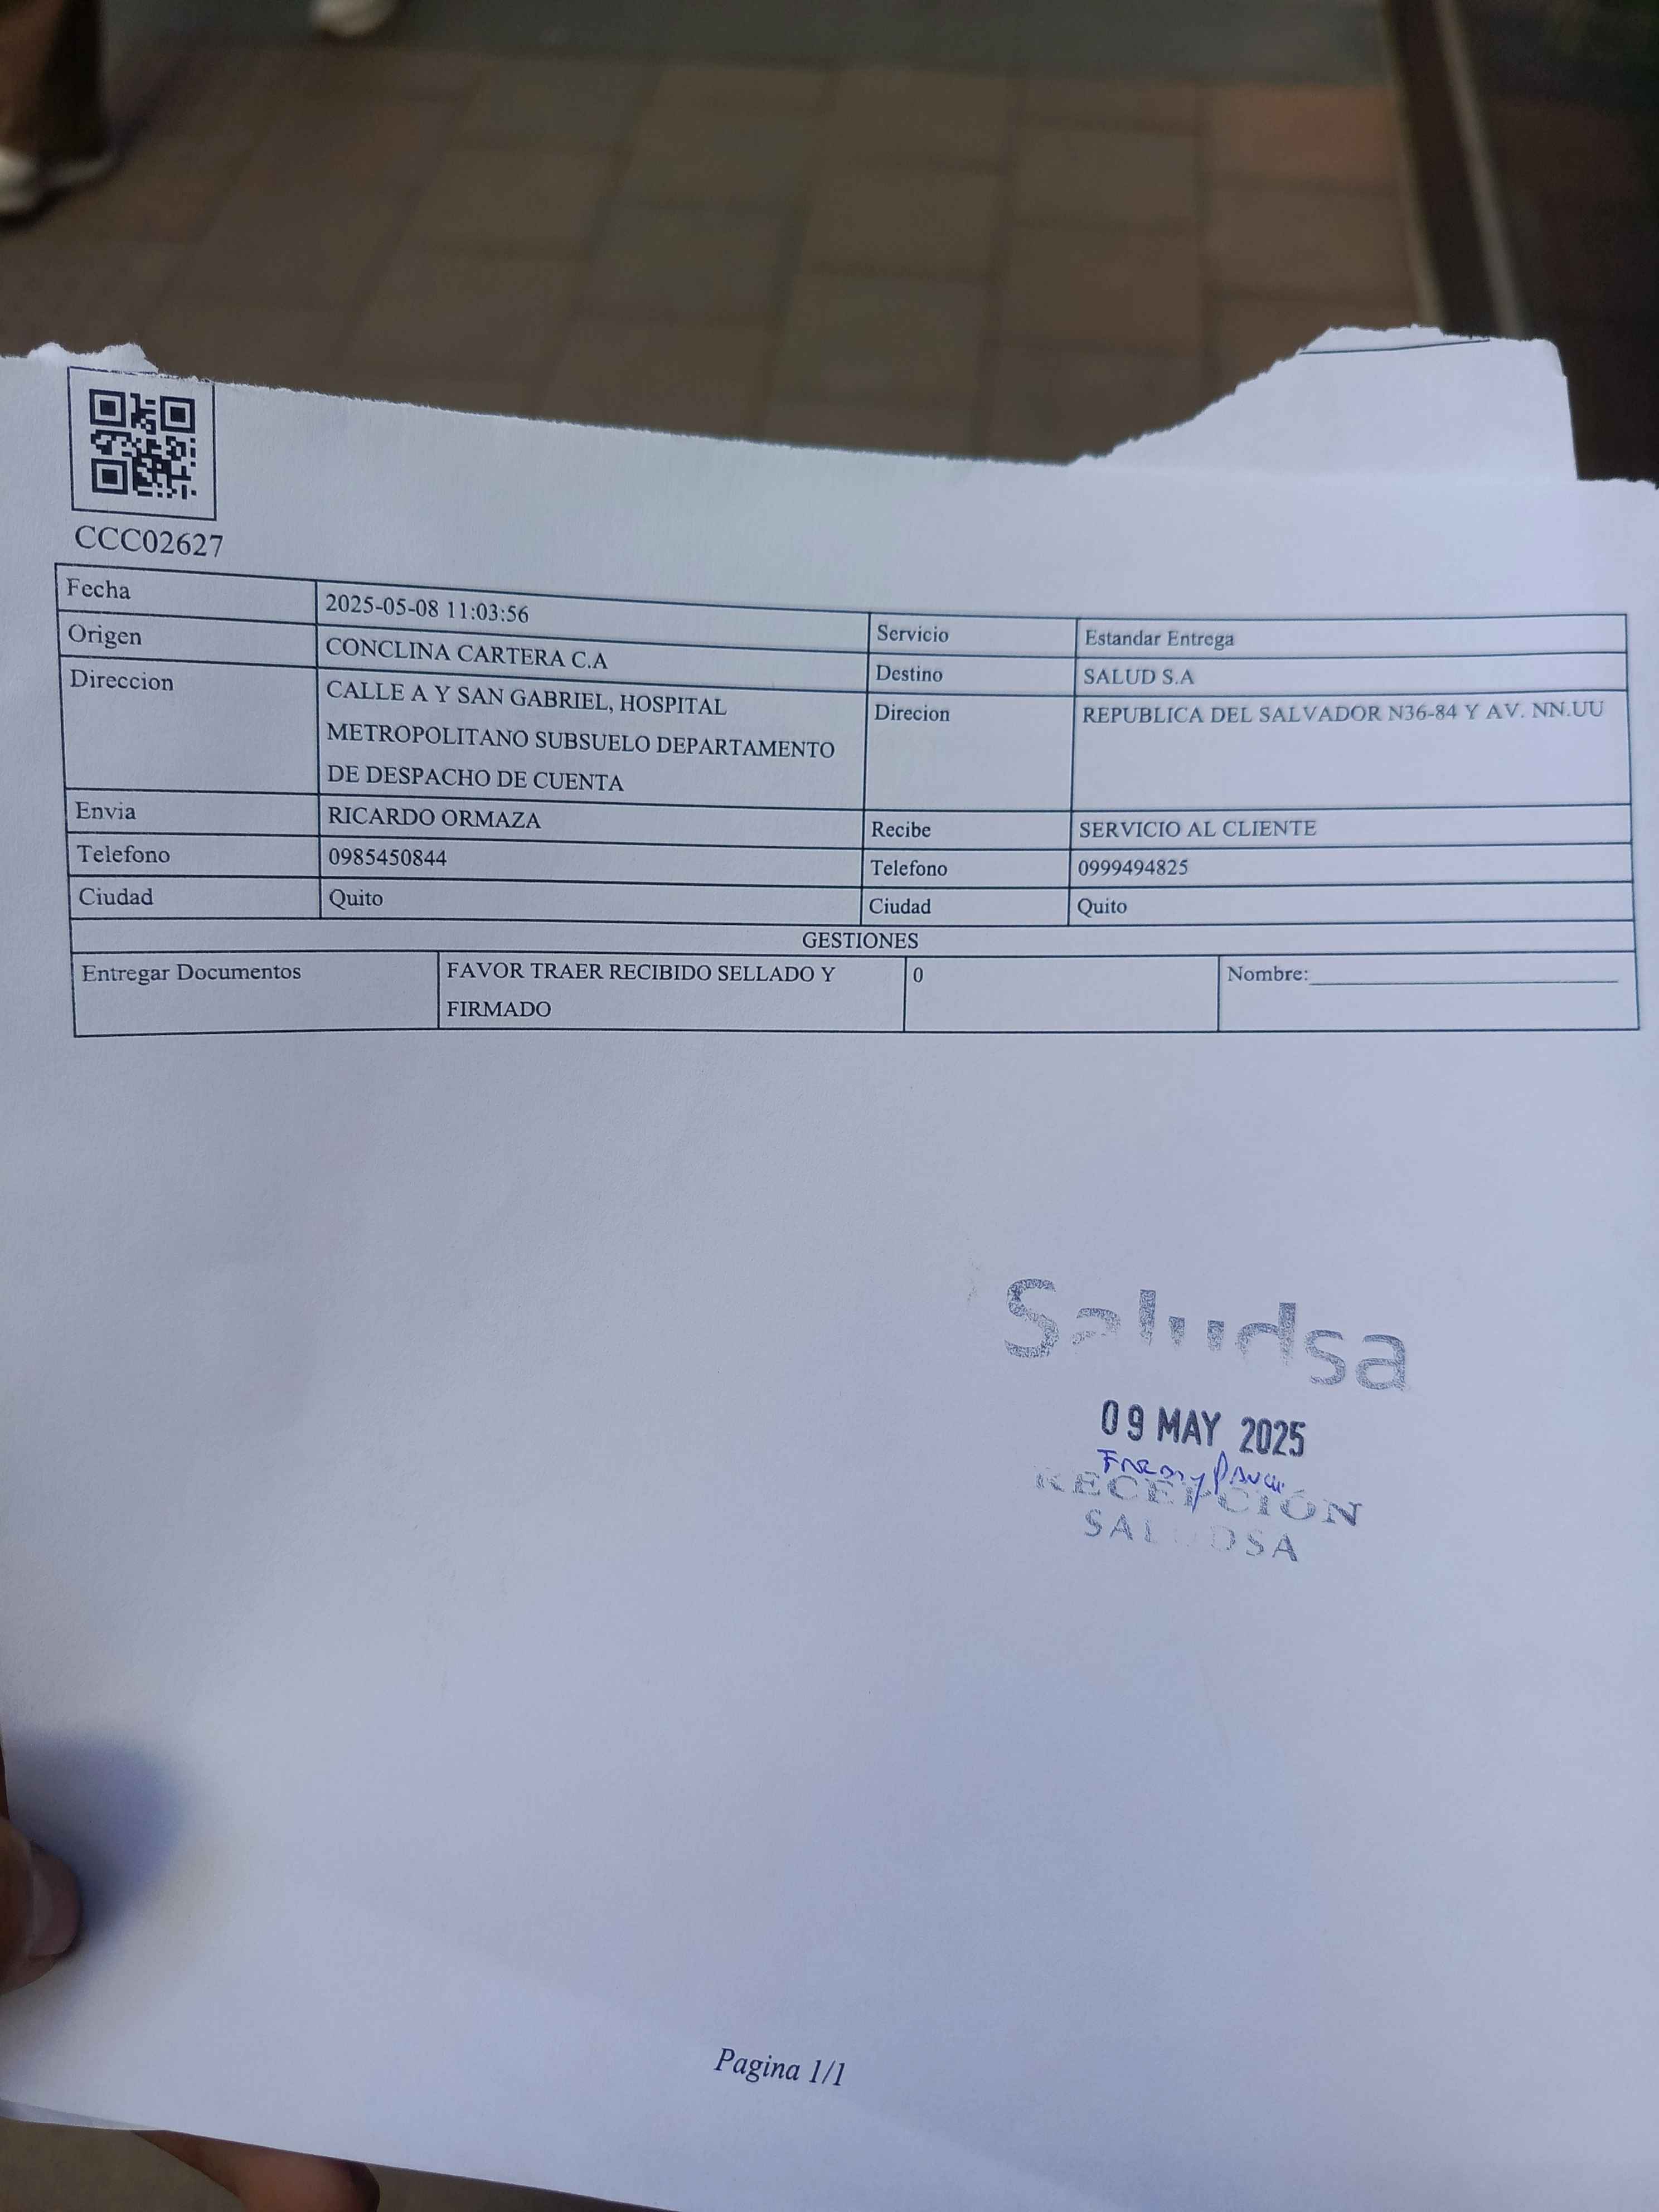 CCC02627
Fecha 2025-05-08 11:03:56 Servicio Estandar Entrega
Origen CONCLINA CARTERA C.A Destino SALUD S.A
Direccion CALLE A Y SAN GABRIEL, HOSPITAL METROPOLITANO SUBSUELO DEPARTAMENTO DE DESPACHO DE CUENTA Direcion REPUBLICA DEL SALVADOR N36-84 Y AV. NN.UU
Envia RICARDO ORMAZA Recibe SERVICIO AL CLIENTE
Telefono 0985450844 Telefono 0999494825
Ciudad Quito Ciudad Quito
GESTIONES
Entregar Documentos FAVOR TRAER RECIBIDO SELLADO Y FIRMADO 0 Nombre:
Saludsa
09 MAY 2025
RECEPCIÓN
SALUDSA
Pagina 1/1